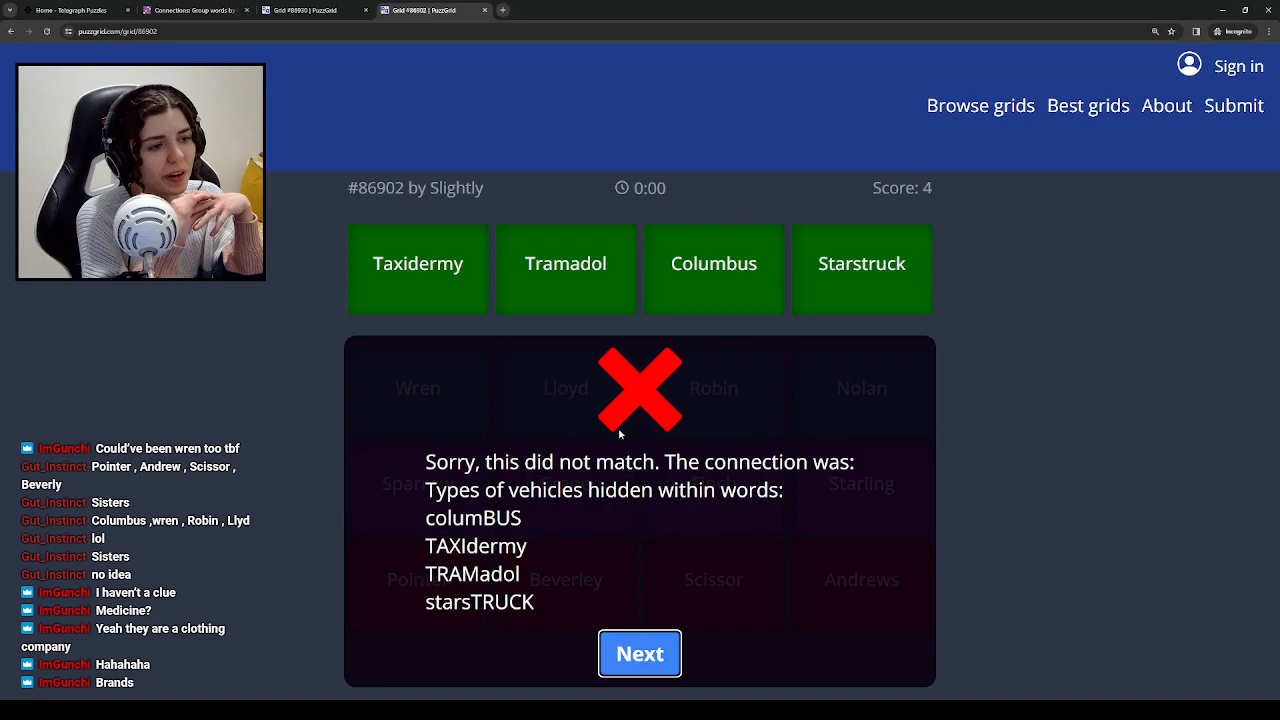 Home - Telegraph Puzzles
Connections: Group words by
Grid #86930 | PuzzGrid
Grid #86902 | PuzzGrid
puzzgrid.com/grid/86902
Incognito
Sign in
Browse grids Best grids About Submit
#86902 by Slightly 0:00 Score: 4
Taxidermy Tramadol Columbus Starstruck
Wren Lloyd Robin Nolan
Finch Starling
Pointer Beverley Scissor Andrews
Sorry, this did not match. The connection was:
Types of vehicles hidden within words:
columBUS
TAXIdermy
TRAMadol
starsTRUCK
Next
ImGunchi Could've been wren too tbf
Gut_Instinct Pointer , Andrew , Scissor ,
Beverly
Gut_Instinct Sisters
Gut_Instinct Columbus ,wren , Robin , Llyd
ImGunchi lol
Gut_Instinct Sisters
Gut_Instinct no idea
ImGunchi I haven't a clue
ImGunchi Medicine?
ImGunchi Yeah they are a clothing
company
ImGunchi Hahahaha
ImGunchi Brands